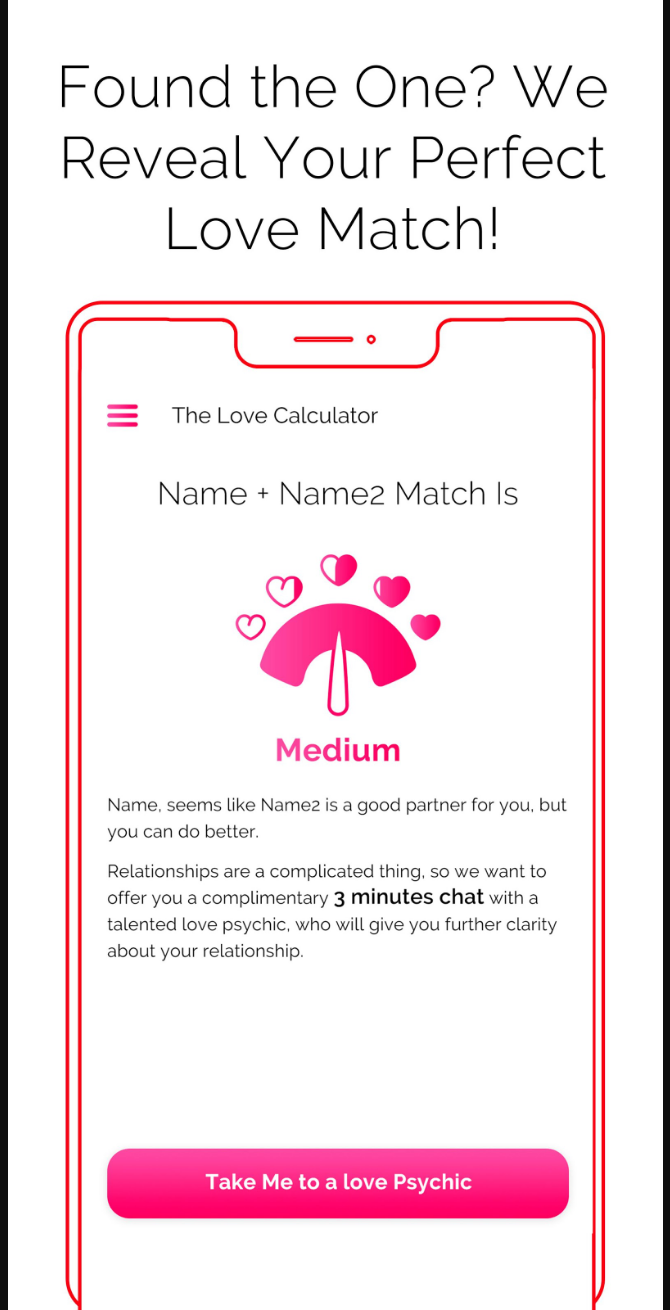 Found the One? We
Reveal Your Perfect
Love Match!
The Love Calculator
Name + Name2 Match Is
Medium
Name, seems like Name2 is a good partner for you, but
you can do better.
Relationships are a complicated thing, so we want to
offer you a complimentary 3 minutes chat with a
talented love psychic, who will give you further clarity
about your relationship.
Take Me to a love Psychic